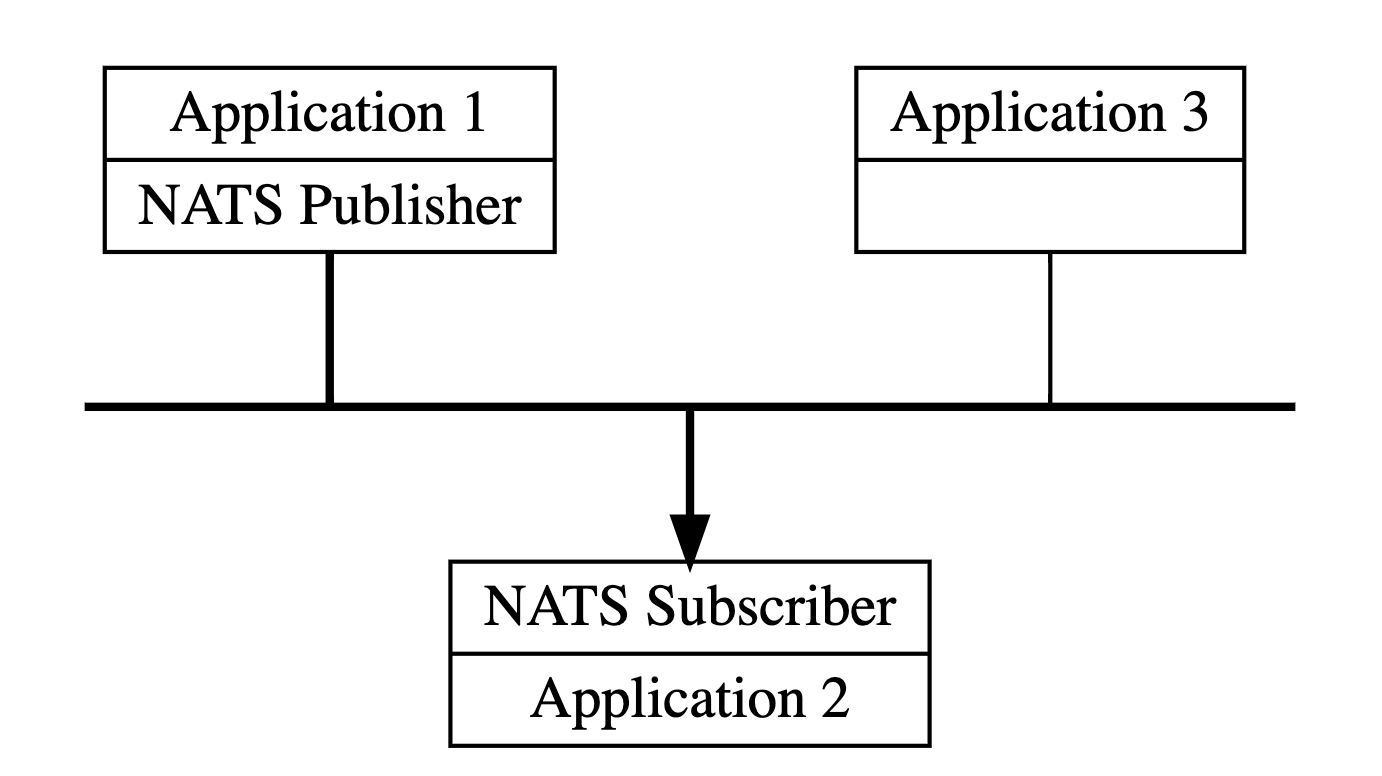 Application 1
NATS Publisher
Application 3
NATS Subscriber
Application 2